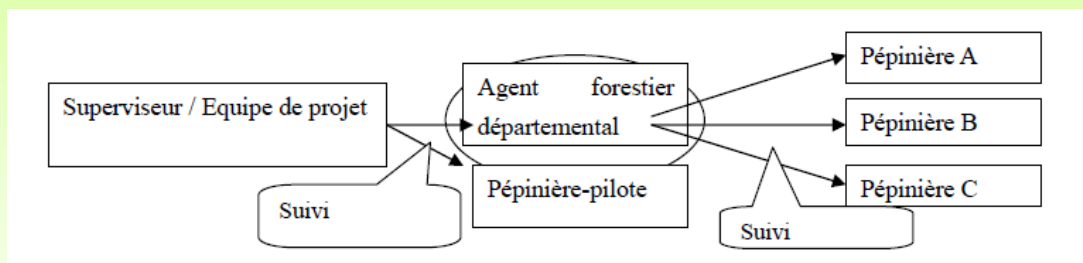 Superviseur / Equipe de projet
Agent forestier
départemental
Pépinière-pilote
Pépinière A
Pépinière B
Pépinière C
Suivi
Suivi